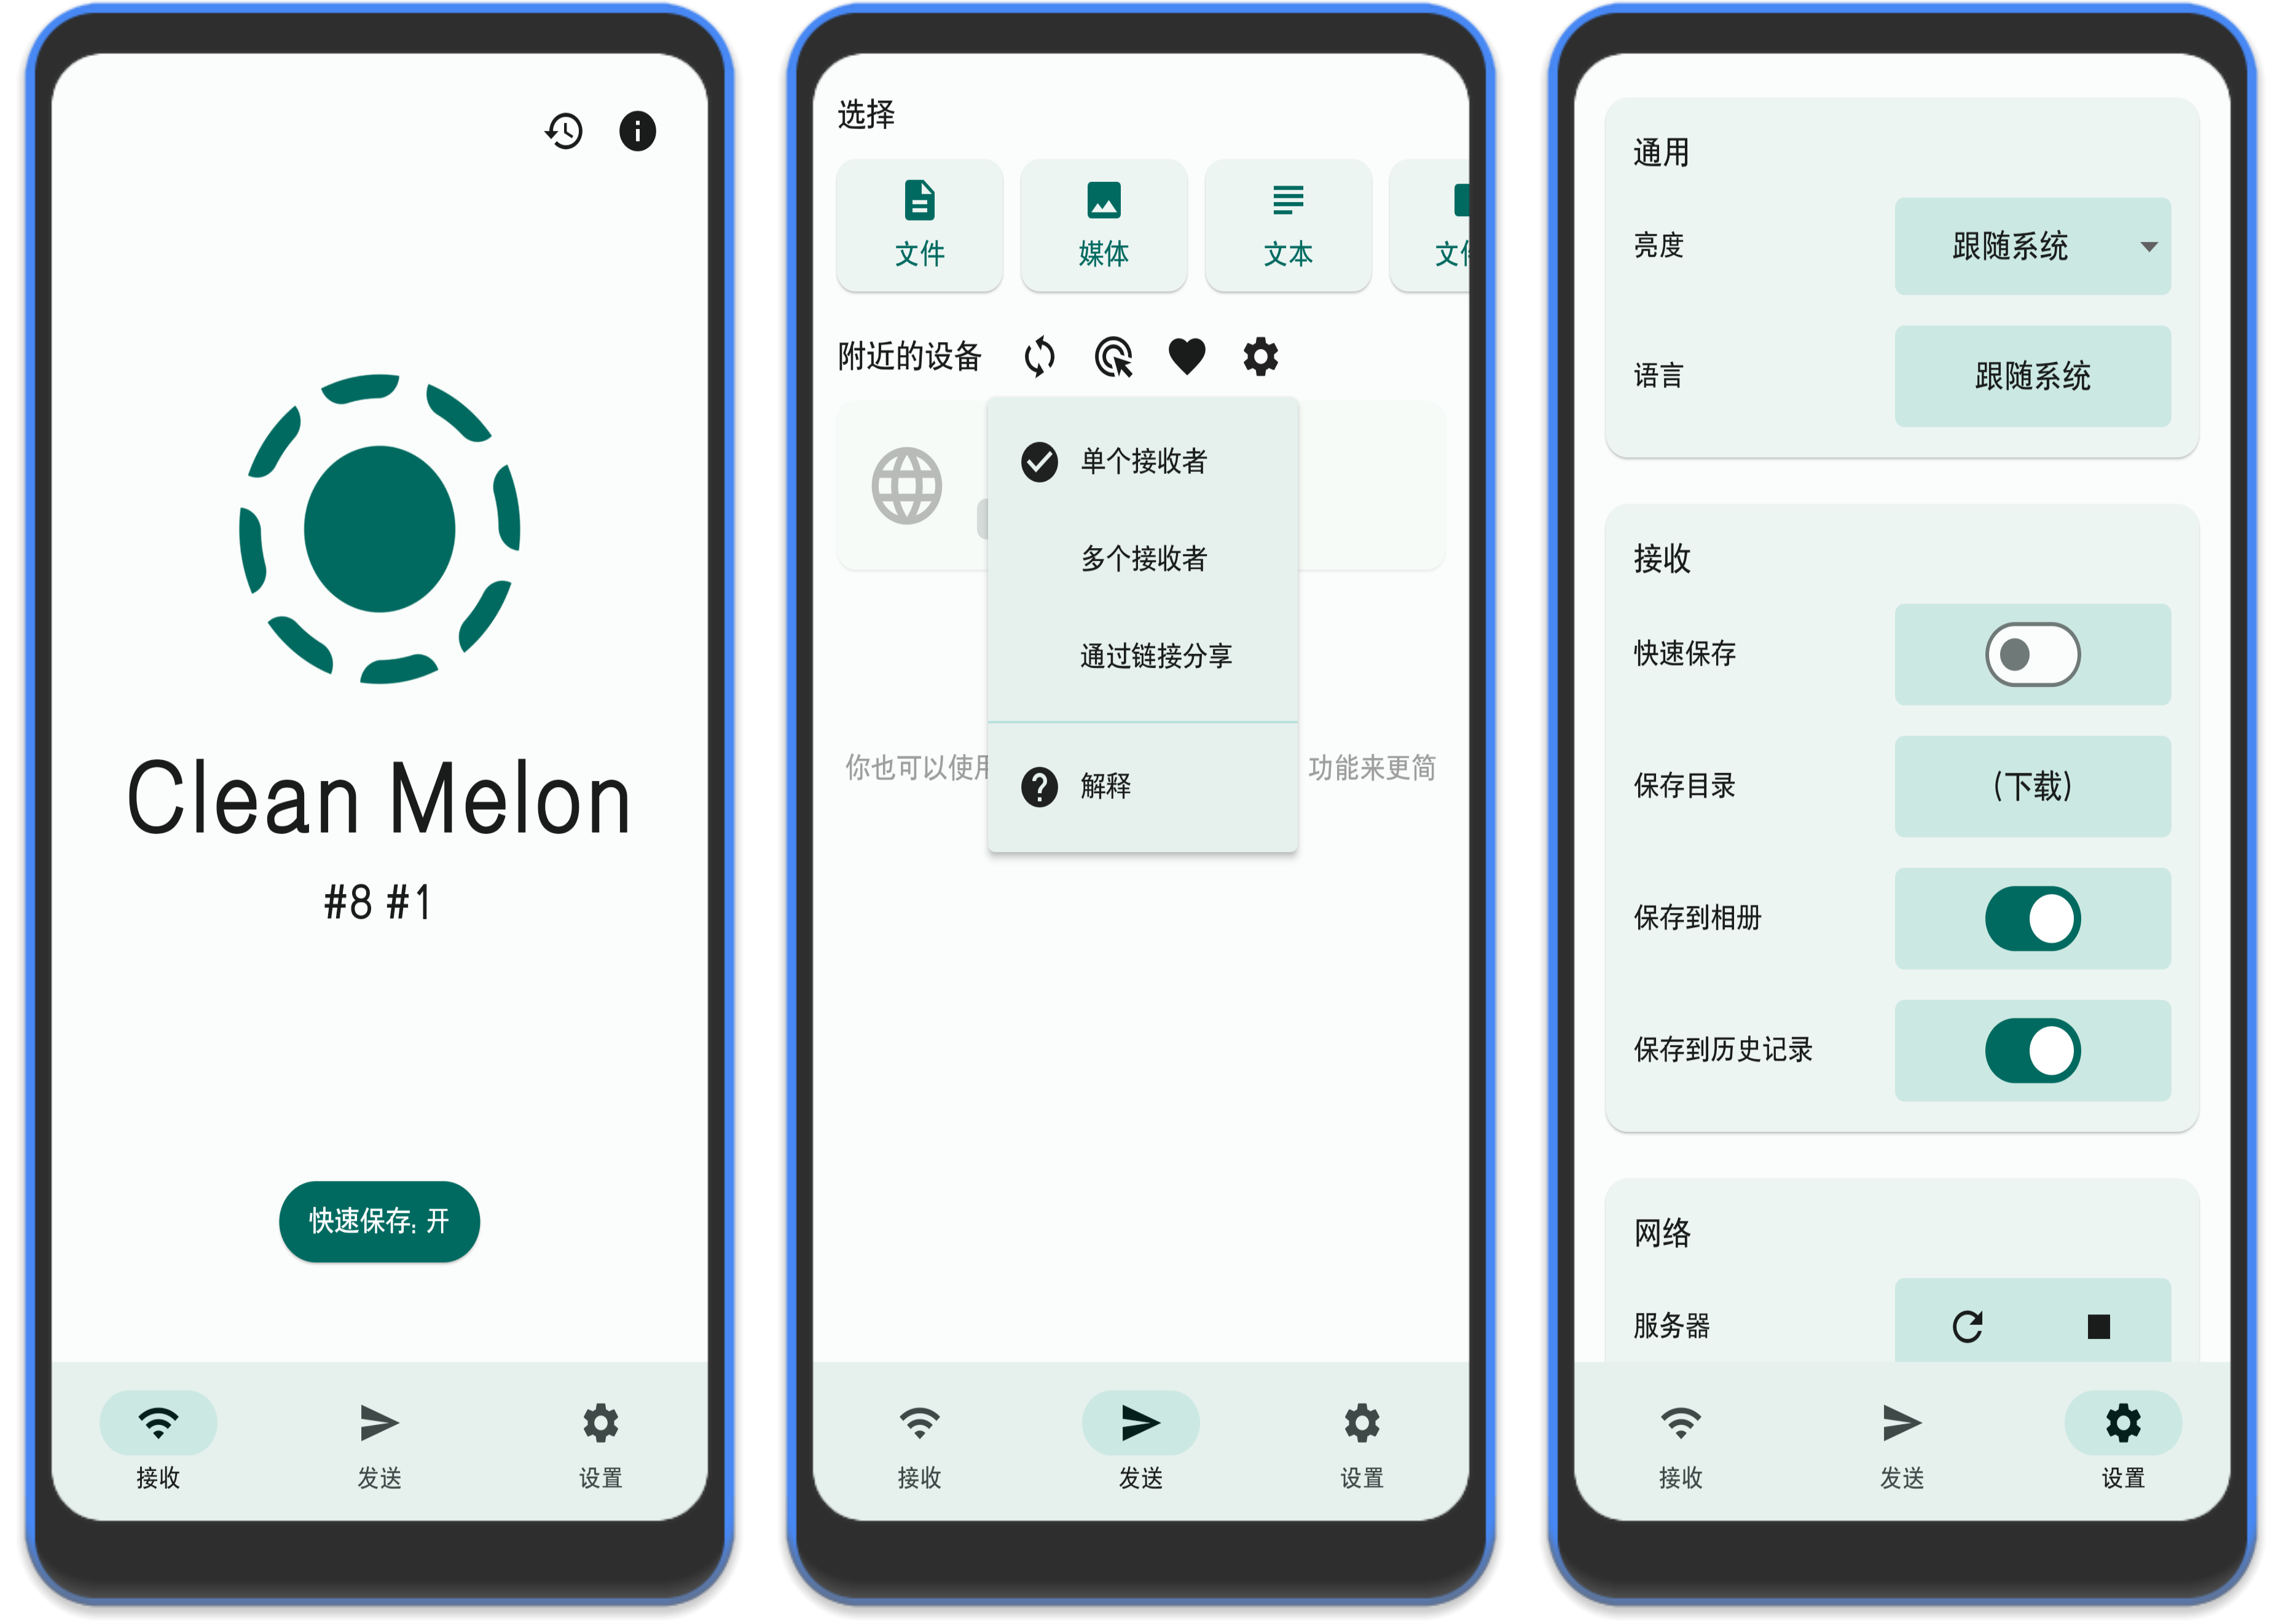 Clean Melon
#8 #1
快速保存: 开
接收 发送 设置
选择
文件 媒体 文本
附近的设备
单个接收者
多个接收者
通过链接分享
你也可以使用 功能来更简
解释
接收 发送 设置
通用
亮度 跟随系统
语言 跟随系统
接收
快速保存
保存目录 (下载)
保存到相册
保存到历史记录
网络
服务器
接收 发送 设置